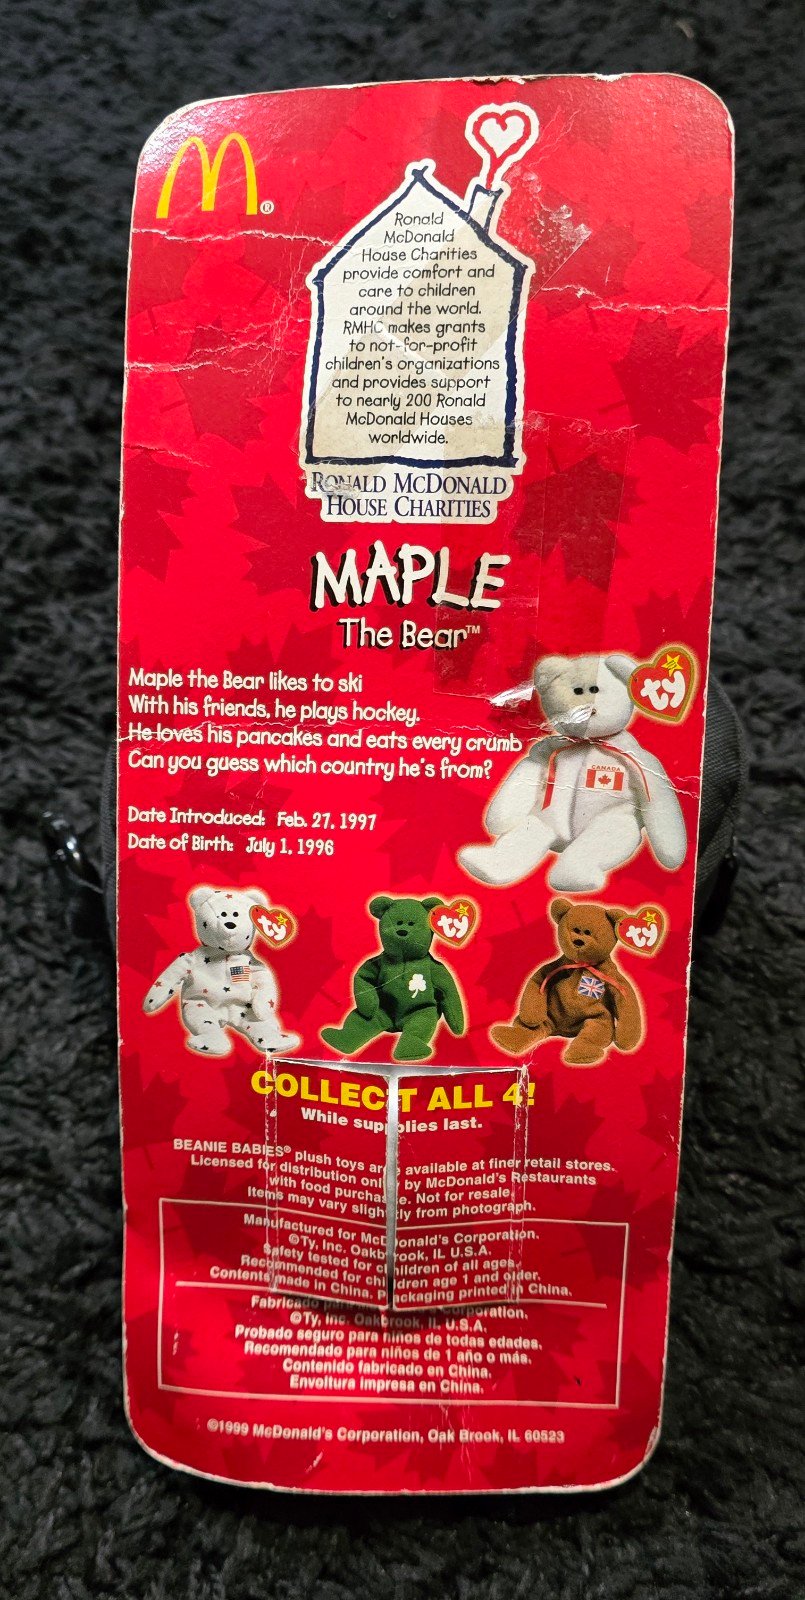 M®
Ronald
McDonald
House Charities
provide comfort and
care to children
around the world.
RMHC makes grants
to not-for-profit
children's organizations
and provides support
to nearly 200 Ronald
McDonald Houses
worldwide.
RONALD MCDONALD
HOUSE CHARITIES
MAPLE
The Bear™
Maple the Bear likes to ski
With his friends, he plays hockey.
He loves his pancakes and eats every crumb
Can you guess which country he's from?
ty
CANADA
Date Introduced: Feb. 27, 1997
Date of Birth: July 1, 1996
ty
ty
ty
COLLECT ALL 4!
While supplies last.
BEANIE BABIES® plush toys are available at finer retail stores.
Licensed for distribution only by McDonald's Restaurants
with food purchase. Not for resale.
Items may vary slightly from photograph.
Manufactured for McDonald's Corporation.
©Ty, Inc. Oakbrook, IL U.S.A.
Safety tested for children of all ages.
Recommended for children age 1 and older.
Contents made in China. Packaging printed in China.
Fabricado para Corporation.
©Ty, Inc. Oakbrook, IL U.S.A.
Probado seguro para niños de todas edades.
Recomendado para niños de 1 año o más.
Contenido fabricado en China.
Envoltura impresa en China.
©1999 McDonald's Corporation, Oak Brook, IL 60523